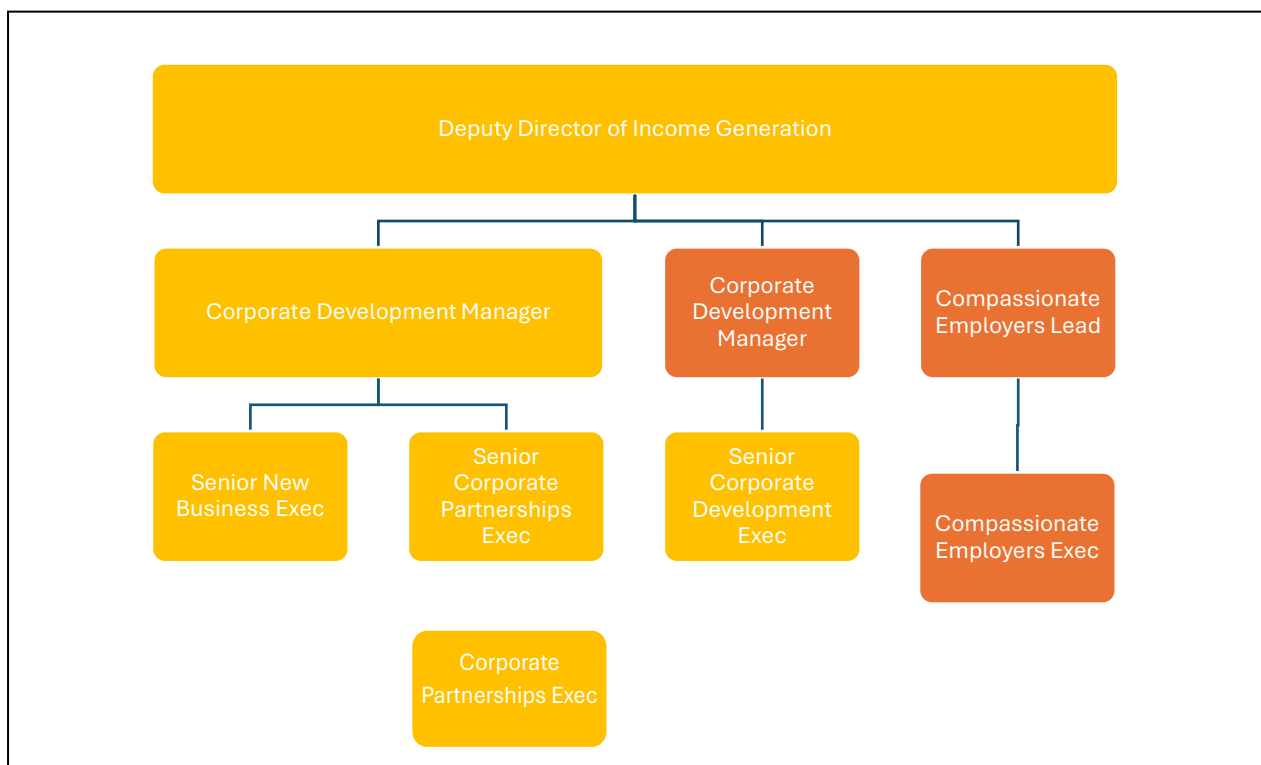 Deputy Director of Income Generation
Corporate Development Manager
Corporate
Development
Manager
Compassionate
Employers Lead
Senior New
Business Exec
Senior
Corporate
Partnerships
Exec
Senior
Corporate
Development
Exec
Compassionate
Employers Exec
Corporate
Partnerships Exec